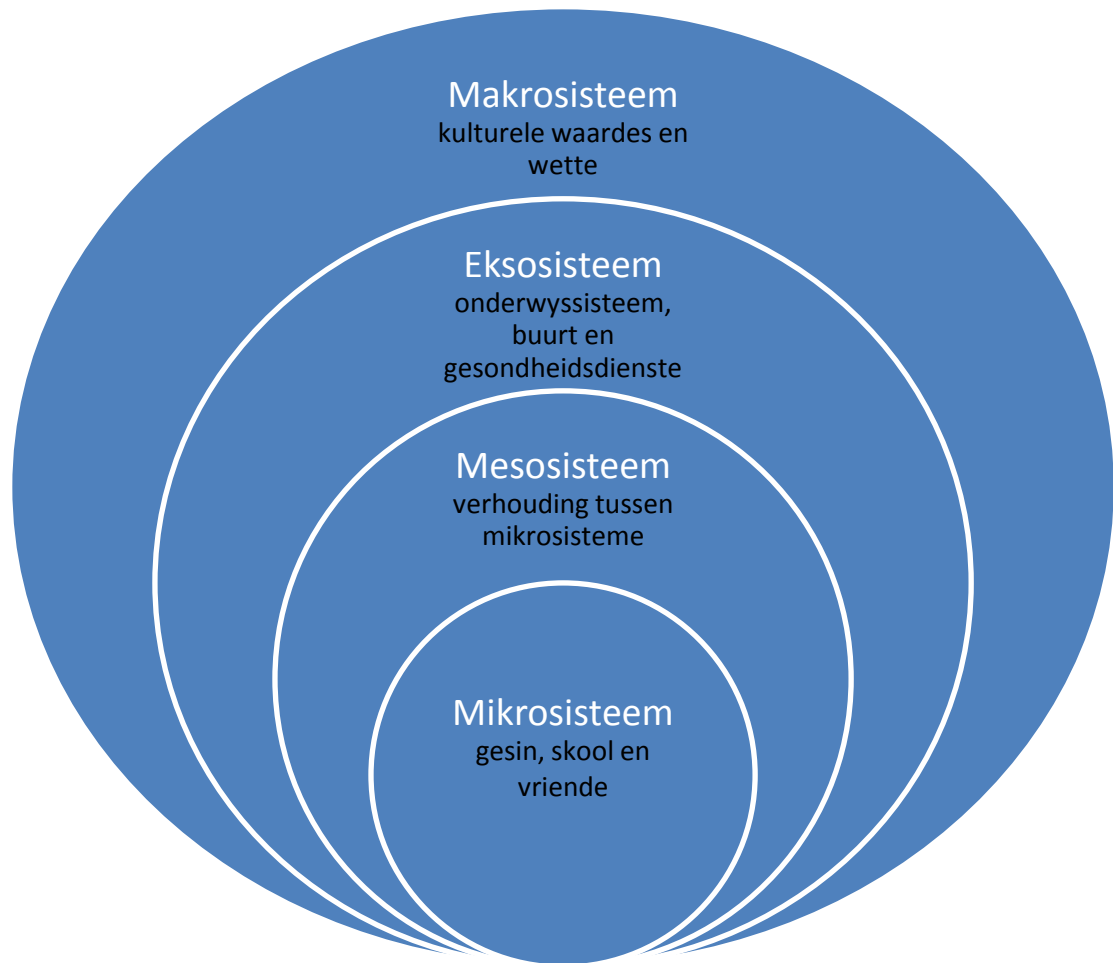 Makrosisteem
kulturele waardes en
wette
Eksosisteem
onderwyssisteem,
buurt en
gesondheidsdienste
Mesosisteem
verhouding tussen
mikrosisteme
Mikrosisteem
gesin, skool en
vriende